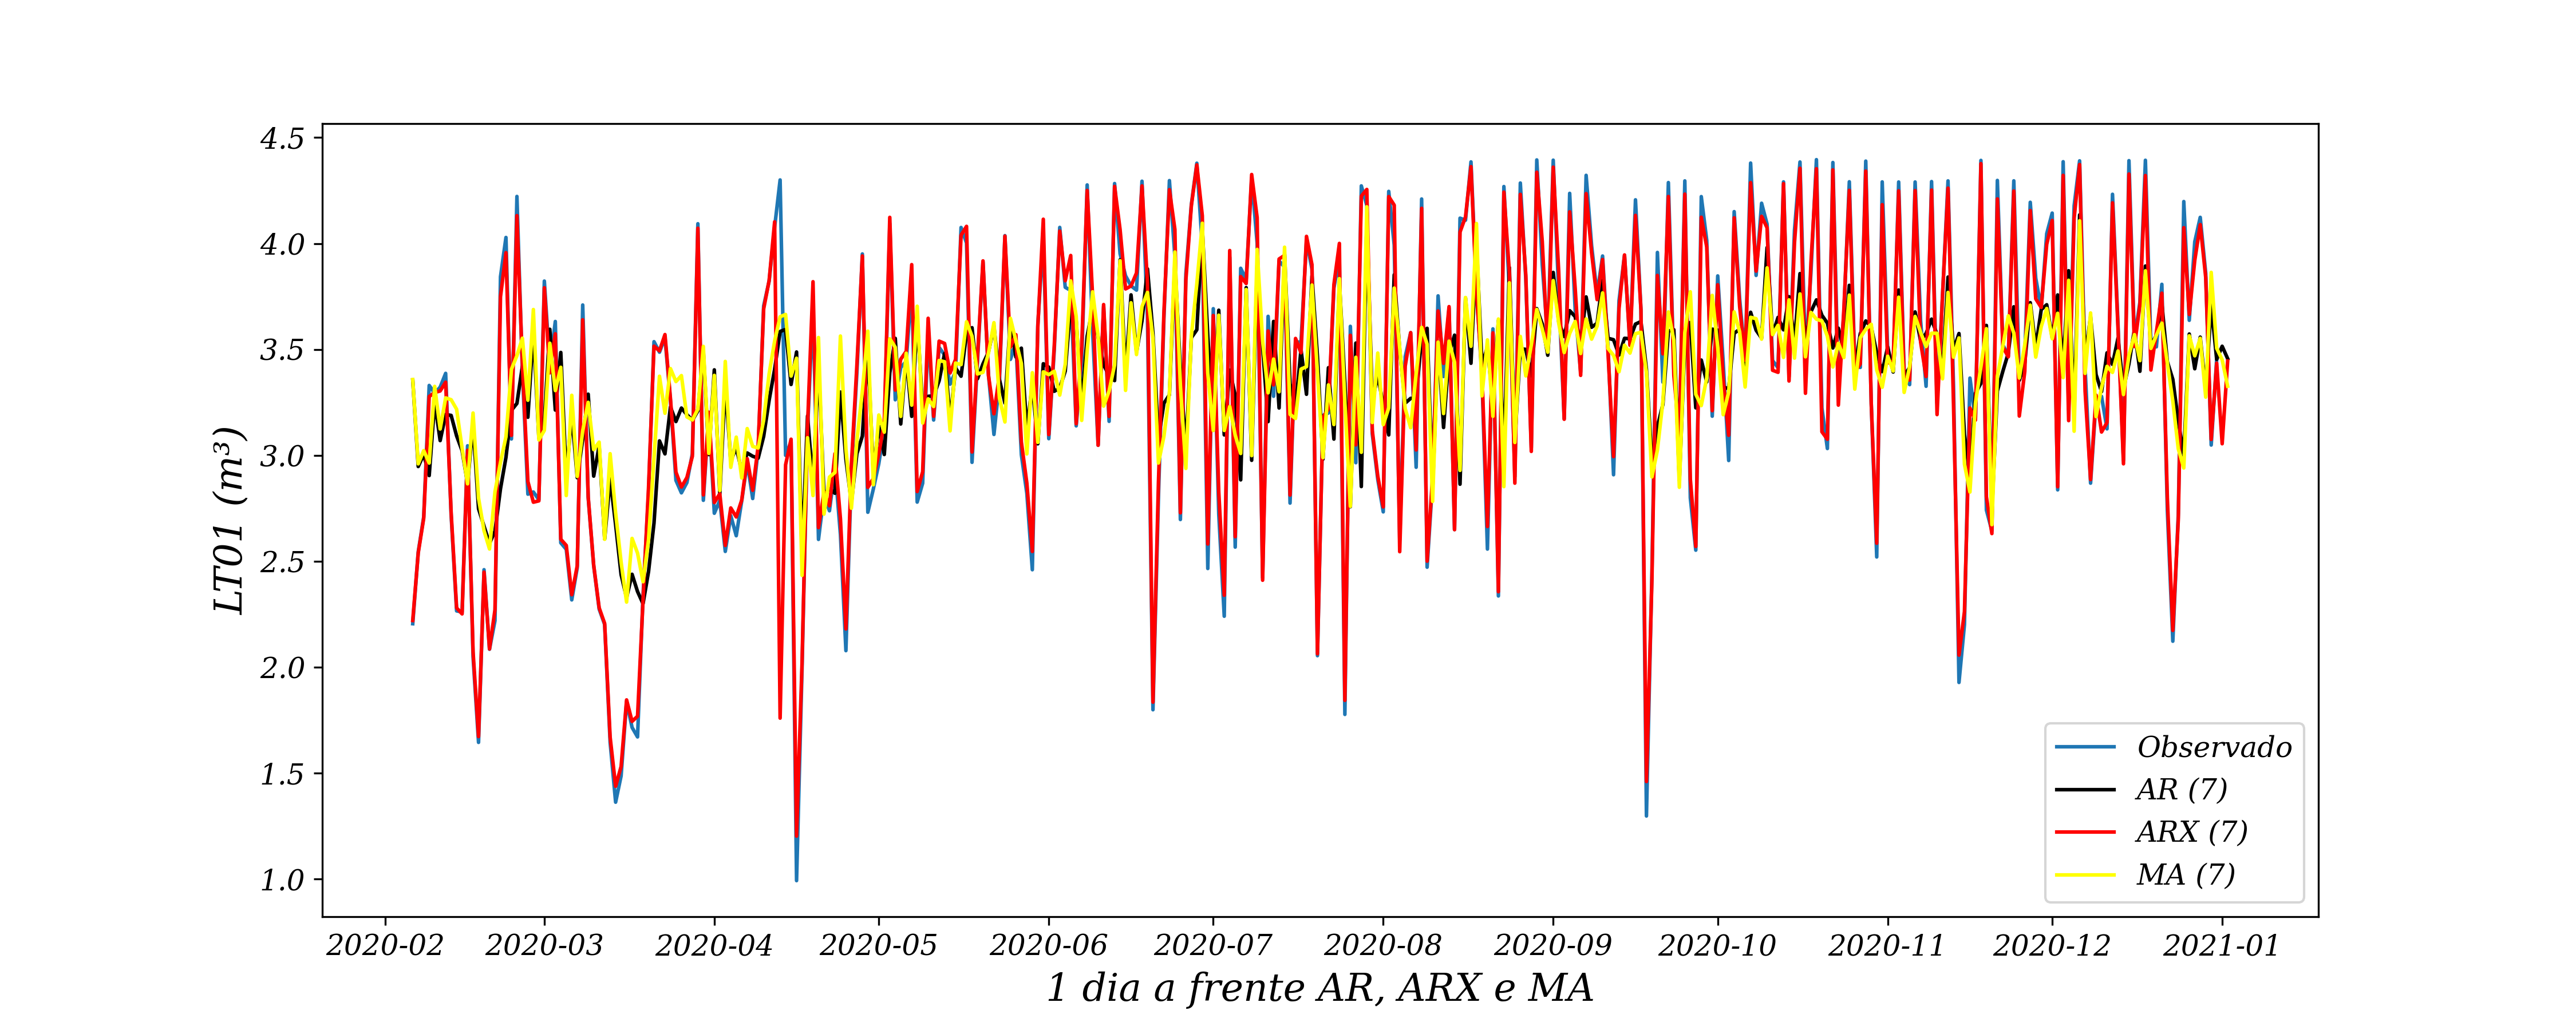 4.5
4.0
3.5
3.0
2.5
2.0
1.5
1.0
LT01 (m³)
Observado
AR (7)
ARX (7)
MA (7)
2020-02 2020-03 2020-04 2020-05 2020-06 2020-07 2020-08 2020-09 2020-10 2020-11 2020-12 2021-01
1 dia a frente AR, ARX e MA